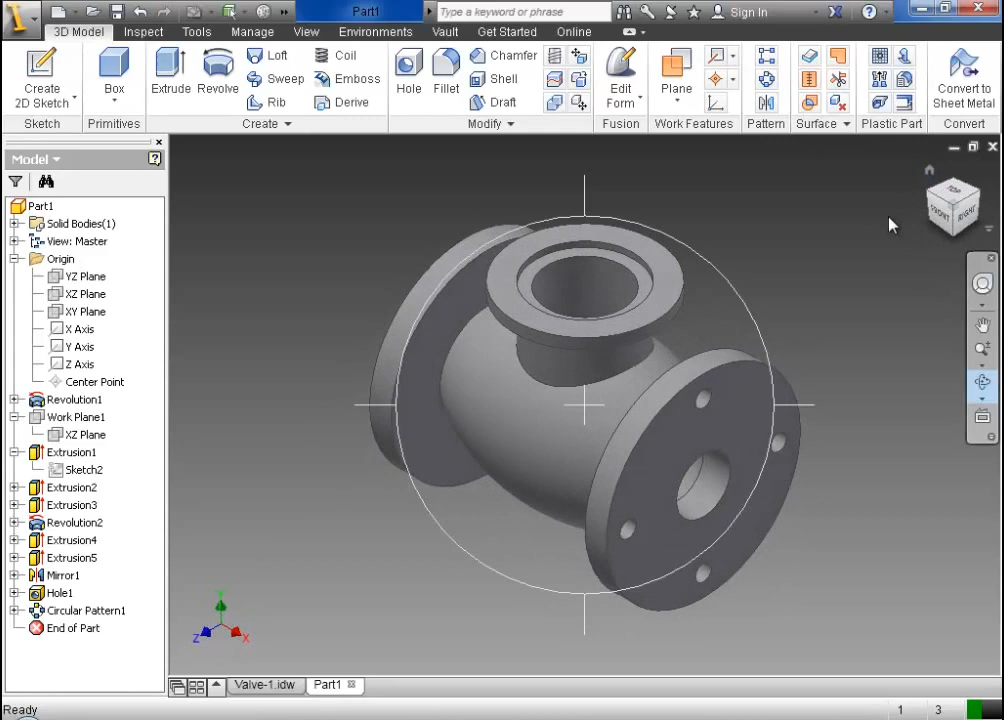 Part1
Type a keyword or phrase
Sign In
3D Model Inspect Tools Manage View Environments Vault Get Started Online
Create 2D Sketch
Box
Extrude
Revolve
Loft
Sweep
Rib
Coil
Emboss
Derive
Hole
Fillet
Chamfer
Shell
Draft
Edit Form
Plane
Convert to Sheet Metal
Sketch Primitives Create Modify Fusion Work Features Pattern Surface Plastic Part Convert
Model
Part1
Solid Bodies(1)
View: Master
Origin
YZ Plane
XZ Plane
XY Plane
X Axis
Y Axis
Z Axis
Center Point
Revolution1
Work Plane1
XZ Plane
Extrusion1
Sketch2
Extrusion2
Extrusion3
Revolution2
Extrusion4
Extrusion5
Mirror1
Hole1
Circular Pattern1
End of Part
TOP
FRONT
RIGHT
Y
Z
X
Valve-1.idw
Part1
Ready
1 3